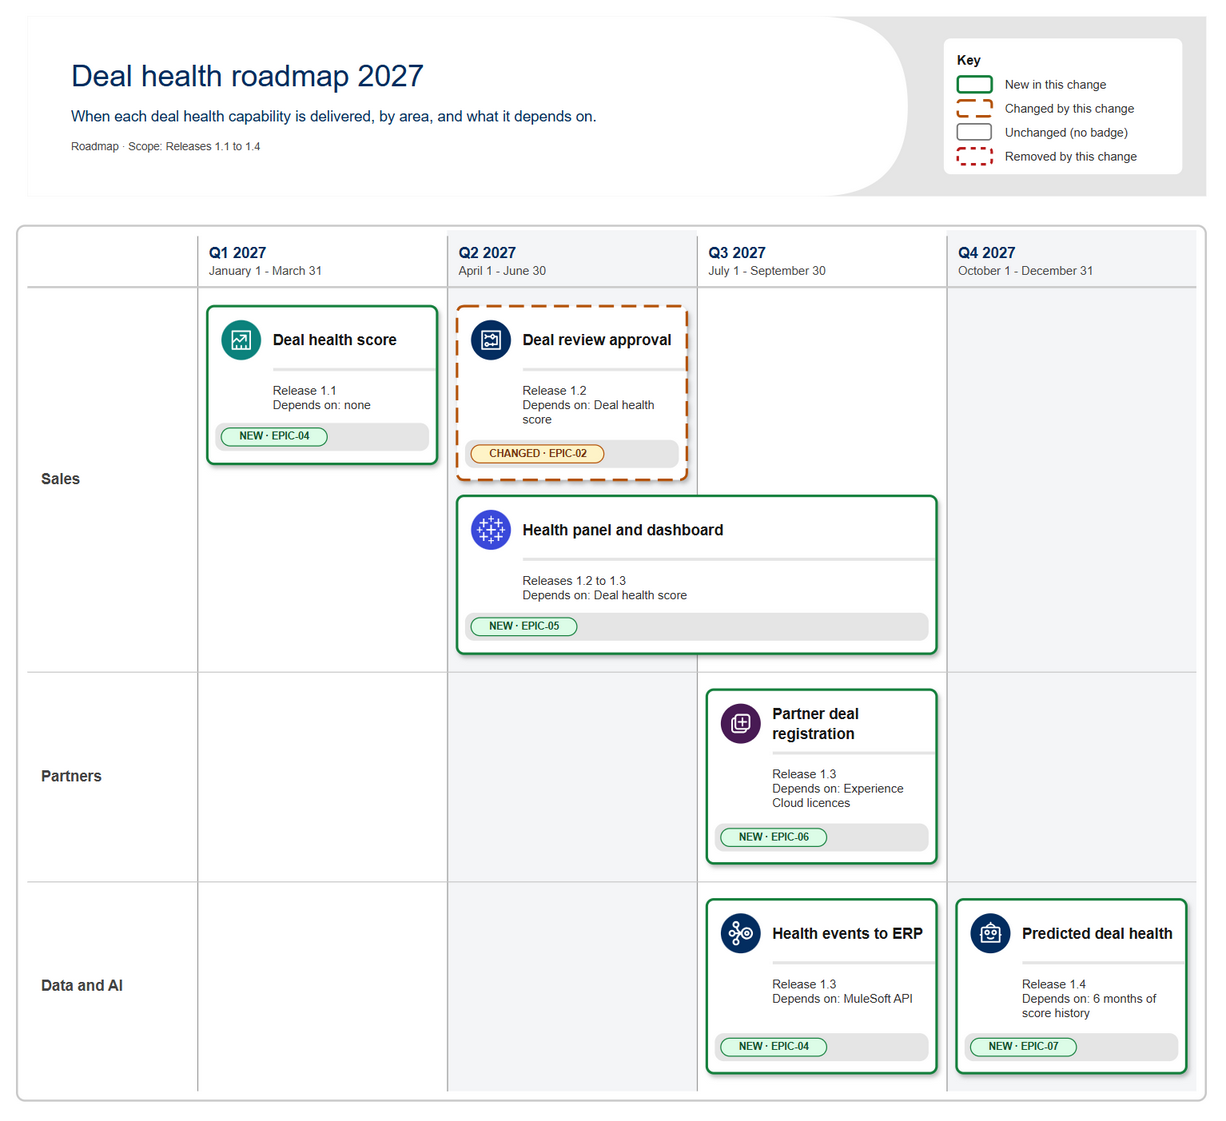 Deal health roadmap 2027
When each deal health capability is delivered, by area, and what it depends on.
Roadmap · Scope: Releases 1.1 to 1.4
Key
New in this change
Changed by this change
Unchanged (no badge)
Removed by this change
Q1 2027
January 1 - March 31
Q2 2027
April 1 - June 30
Q3 2027
July 1 - September 30
Q4 2027
October 1 - December 31
Sales
Deal health score
Release 1.1
Depends on: none
NEW · EPIC-04
Deal review approval
Release 1.2
Depends on: Deal health
score
CHANGED · EPIC-02
Health panel and dashboard
Releases 1.2 to 1.3
Depends on: Deal health score
NEW · EPIC-05
Partners
Partner deal
registration
Release 1.3
Depends on: Experience
Cloud licences
NEW · EPIC-06
Data and AI
Health events to ERP
Release 1.3
Depends on: MuleSoft API
NEW · EPIC-04
Predicted deal health
Release 1.4
Depends on: 6 months of
score history
NEW · EPIC-07